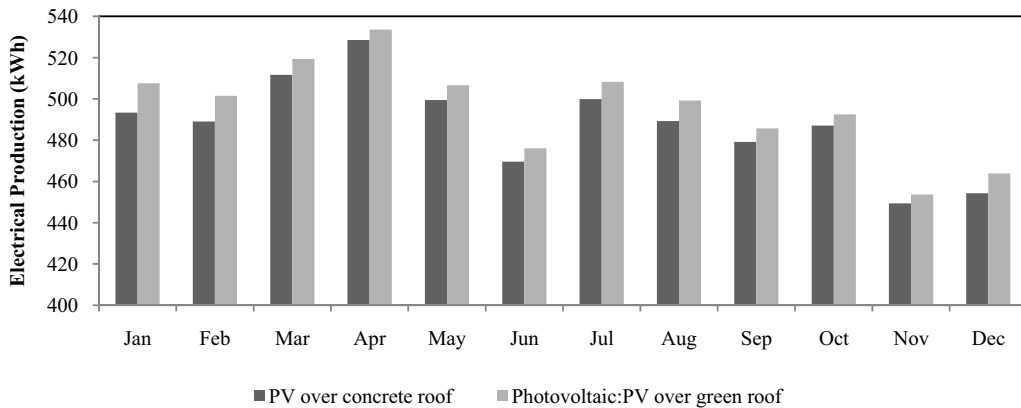 Electrical Production (kWh)
540
520
500
480
460
440
420
400
Jan Feb Mar Apr May Jun Jul Aug Sep Oct Nov Dec
PV over concrete roof Photovoltaic:PV over green roof